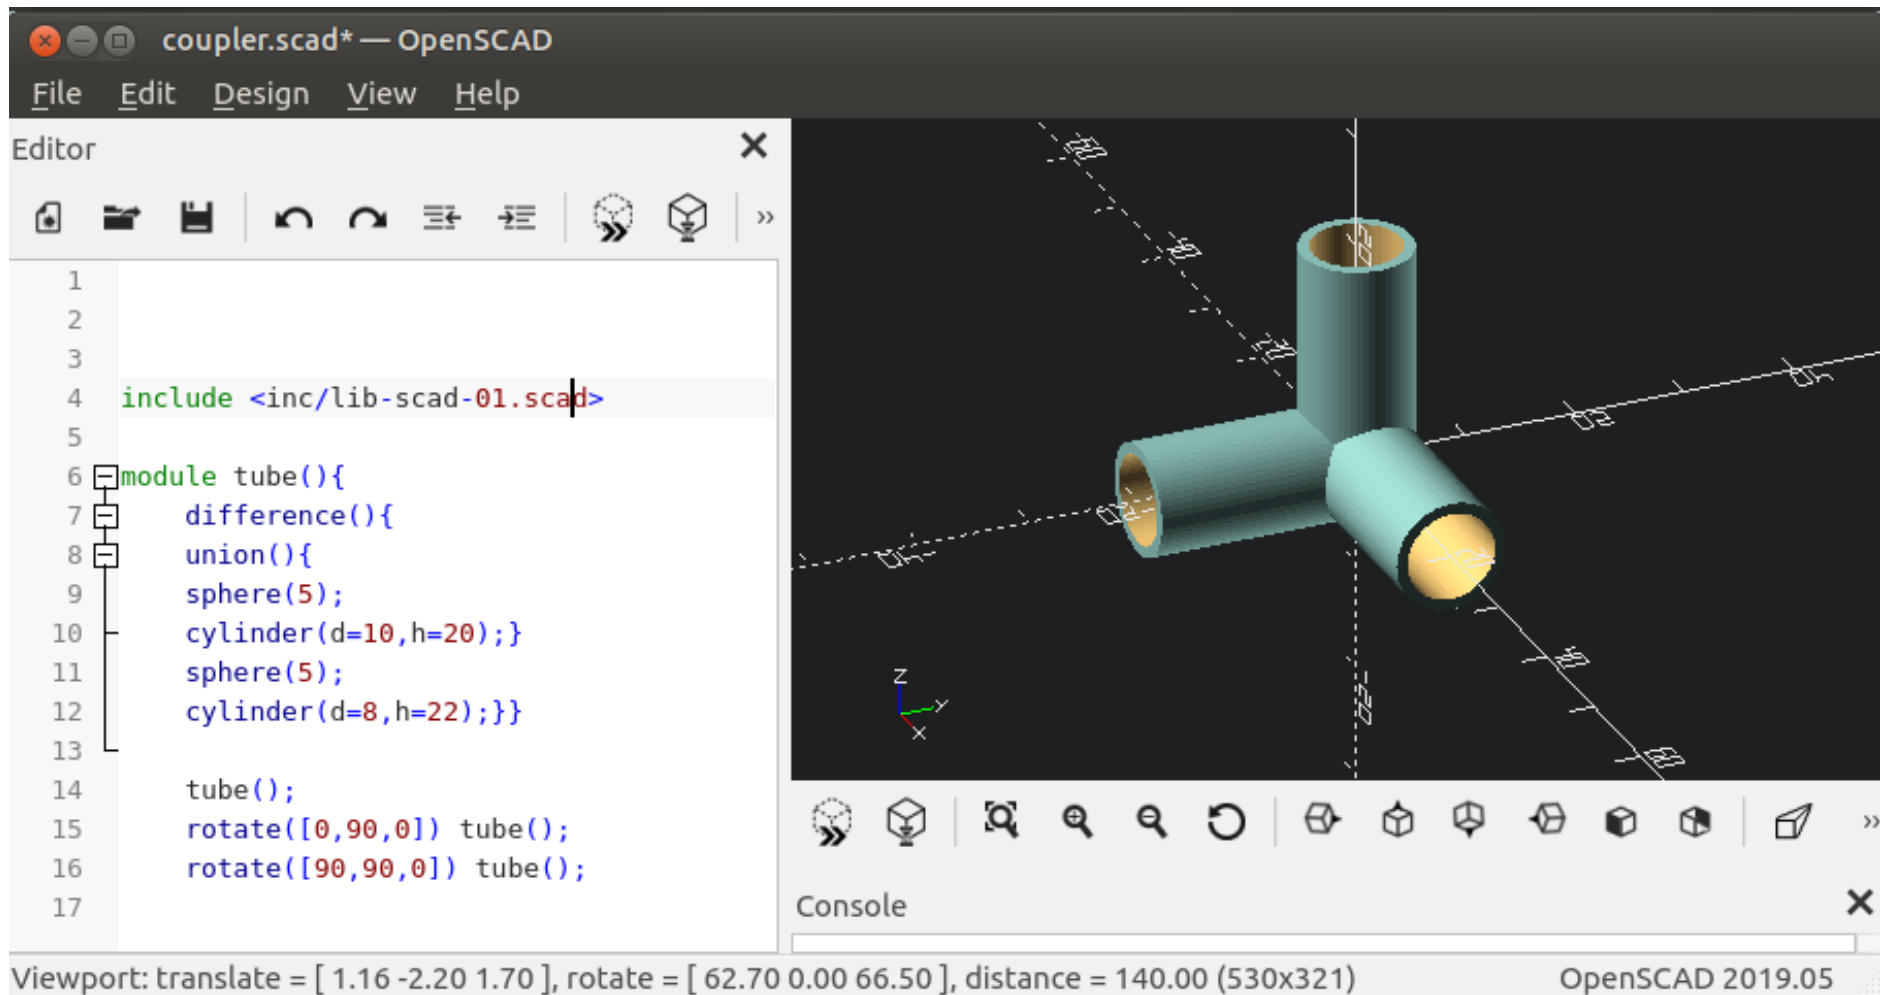 coupler.scad* — OpenSCAD
File Edit Design View Help
Editor
1
2
3
4 include <inc/lib-scad-01.scad>
5
6 module tube(){
7 difference(){
8 union(){
9 sphere(5);
10 cylinder(d=10,h=20);}
11 sphere(5);
12 cylinder(d=8,h=22);}}
13
14 tube();
15 rotate([0,90,0]) tube();
16 rotate([90,90,0]) tube();
17
Z
Y
X
Console
Viewport: translate = [ 1.16 -2.20 1.70 ], rotate = [ 62.70 0.00 66.50 ], distance = 140.00 (530x321)
OpenSCAD 2019.05